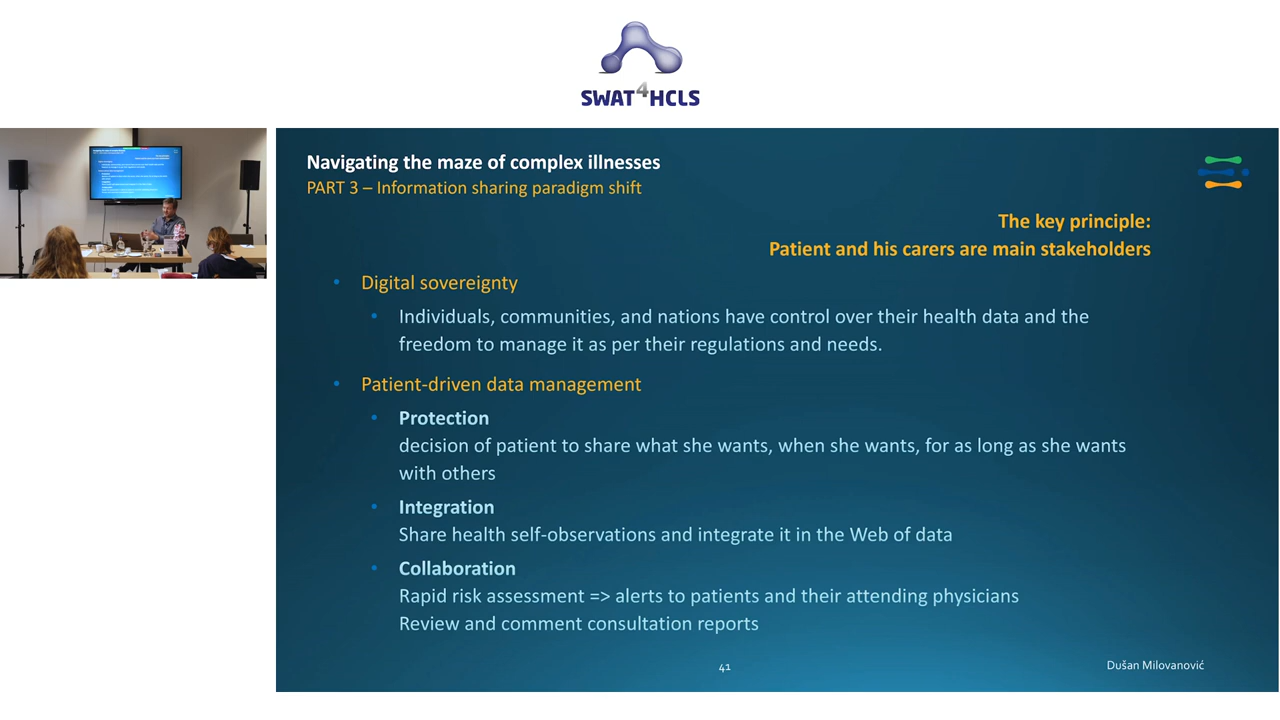 SWAT4HCLS
Navigating the maze of complex illnesses
PART 3 – Information sharing paradigm shift
The key principle:
Patient and his carers are main stakeholders
• Digital sovereignty
• Individuals, communities, and nations have control over their health data and the
freedom to manage it as per their regulations and needs.
• Patient-driven data management
• Protection
decision of patient to share what she wants, when she wants, for as long as she wants
with others
• Integration
Share health self-observations and integrate it in the Web of data
• Collaboration
Rapid risk assessment => alerts to patients and their attending physicians
Review and comment consultation reports
41
Dušan Milovanović